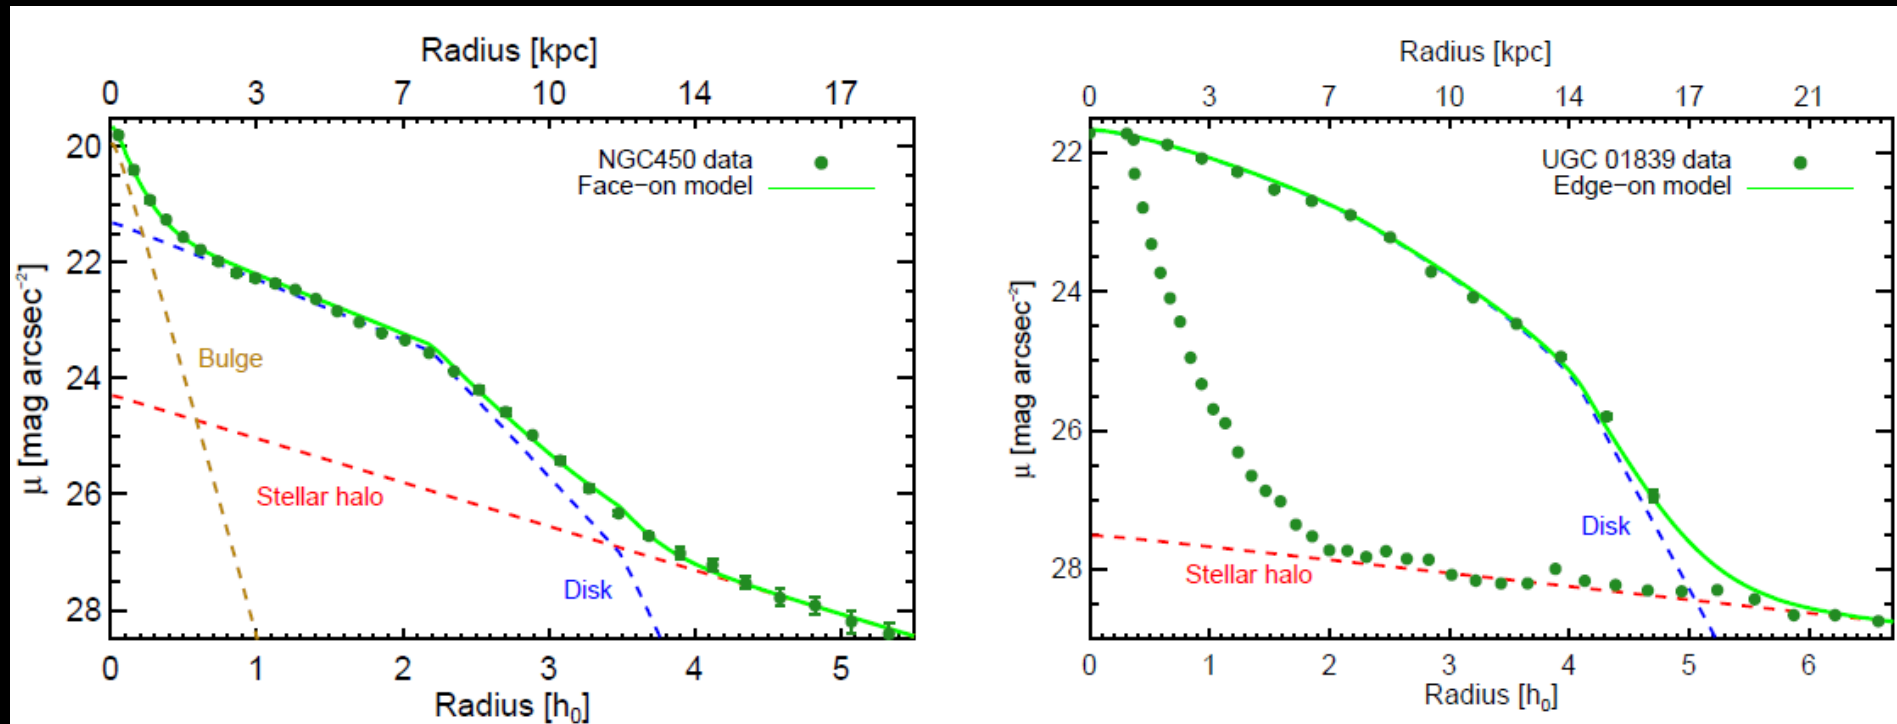 Radius [kpc]
0 3 7 10 14 17
20
22
24
26
28
μ [mag arcsec⁻²]
NGC450 data
Face−on model
Bulge
Stellar halo
Disk
0 1 2 3 4 5
Radius [h₀]
Radius [kpc]
0 3 7 10 14 17 21
22
24
26
28
μ [mag arcsec⁻²]
UGC 01839 data
Edge−on model
Disk
Stellar halo
0 1 2 3 4 5 6
Radius [h₀]